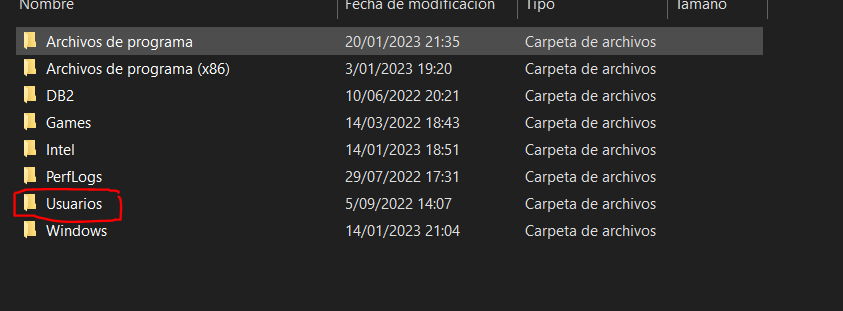 Nombre Fecha de modificación Tipo Tamaño
Archivos de programa 20/01/2023 21:35 Carpeta de archivos
Archivos de programa (x86) 3/01/2023 19:20 Carpeta de archivos
DB2 10/06/2022 20:21 Carpeta de archivos
Games 14/03/2022 18:43 Carpeta de archivos
Intel 14/01/2023 18:51 Carpeta de archivos
PerfLogs 29/07/2022 17:31 Carpeta de archivos
Usuarios 5/09/2022 14:07 Carpeta de archivos
Windows 14/01/2023 21:04 Carpeta de archivos